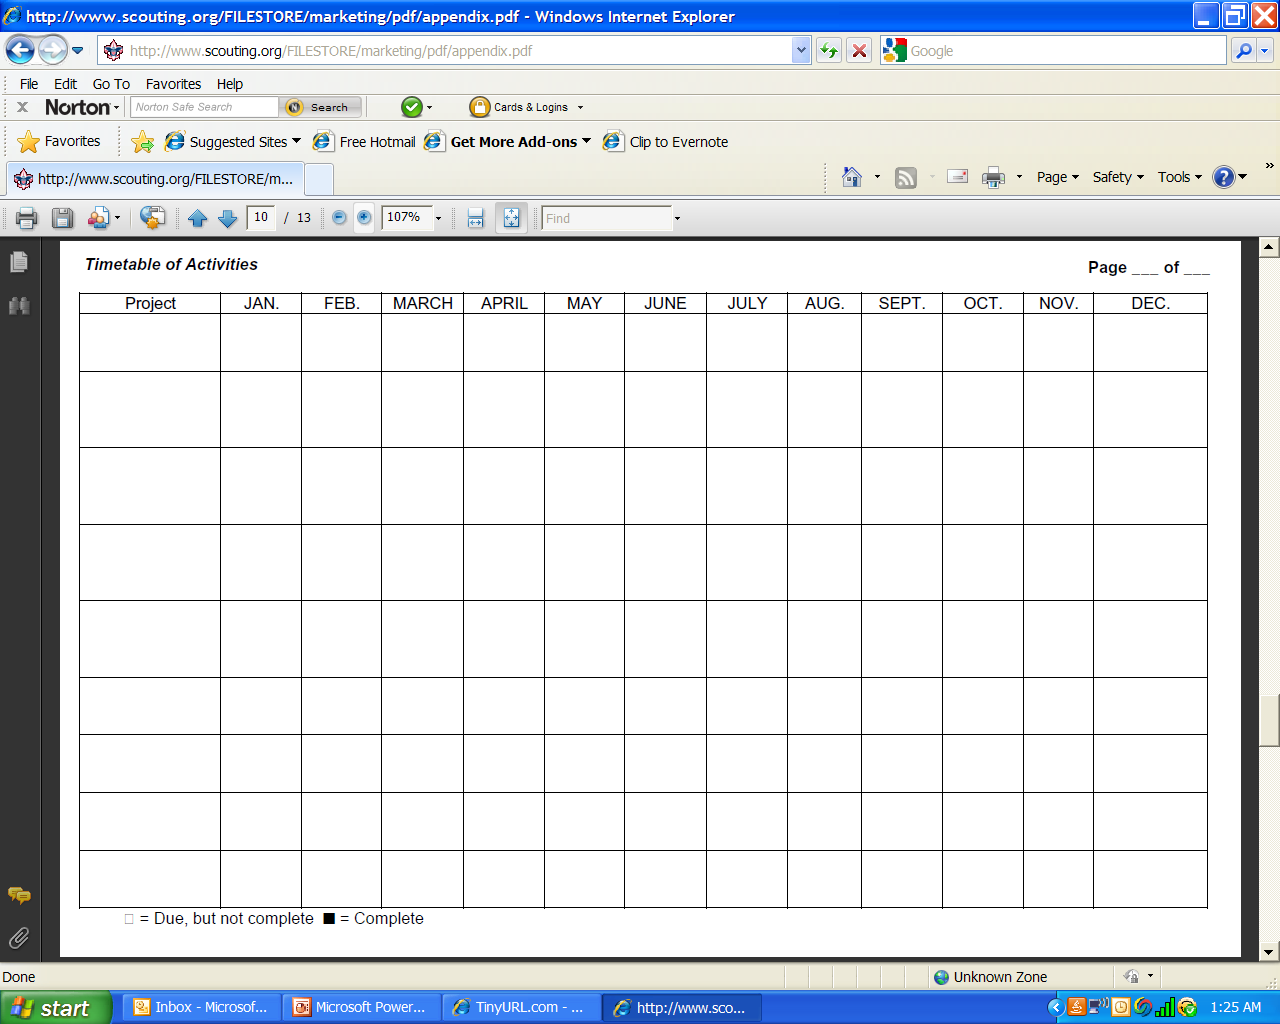 http://www.scouting.org/FILESTORE/marketing/pdf/appendix.pdf - Windows Internet Explorer
http://www.scouting.org/FILESTORE/marketing/pdf/appendix.pdf
Google
File Edit Go To Favorites Help
x Norton Norton Safe Search Search Cards & Logins
Favorites Suggested Sites Free Hotmail Get More Add-ons Clip to Evernote
http://www.scouting.org/FILESTORE/m... Page Safety Tools »
10 / 13 107% Find
Timetable of Activities Page ___ of ___
Project JAN. FEB. MARCH APRIL MAY JUNE JULY AUG. SEPT. OCT. NOV. DEC.
□ = Due, but not complete ■ = Complete
Done Unknown Zone
start Inbox - Microsof... Microsoft Power... TinyURL.com - ... http://www.sco... 1:25 AM